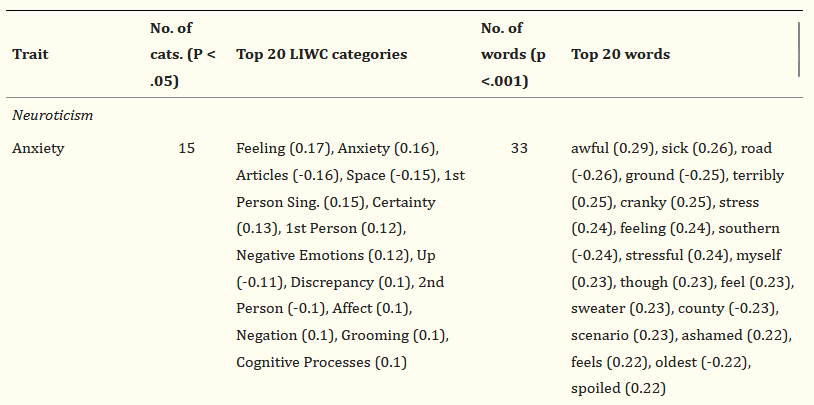 Trait
No. of
cats. (P <
.05)
Top 20 LIWC categories
No. of
words (p
<.001)
Top 20 words
Neuroticism
Anxiety
15
Feeling (0.17), Anxiety (0.16),
Articles (-0.16), Space (-0.15), 1st
Person Sing. (0.15), Certainty
(0.13), 1st Person (0.12),
Negative Emotions (0.12), Up
(-0.11), Discrepancy (0.1), 2nd
Person (-0.1), Affect (0.1),
Negation (0.1), Grooming (0.1),
Cognitive Processes (0.1)
33
awful (0.29), sick (0.26), road
(-0.26), ground (-0.25), terribly
(0.25), cranky (0.25), stress
(0.24), feeling (0.24), southern
(-0.24), stressful (0.24), myself
(0.23), though (0.23), feel (0.23),
sweater (0.23), county (-0.23),
scenario (0.23), ashamed (0.22),
feels (0.22), oldest (-0.22),
spoiled (0.22)